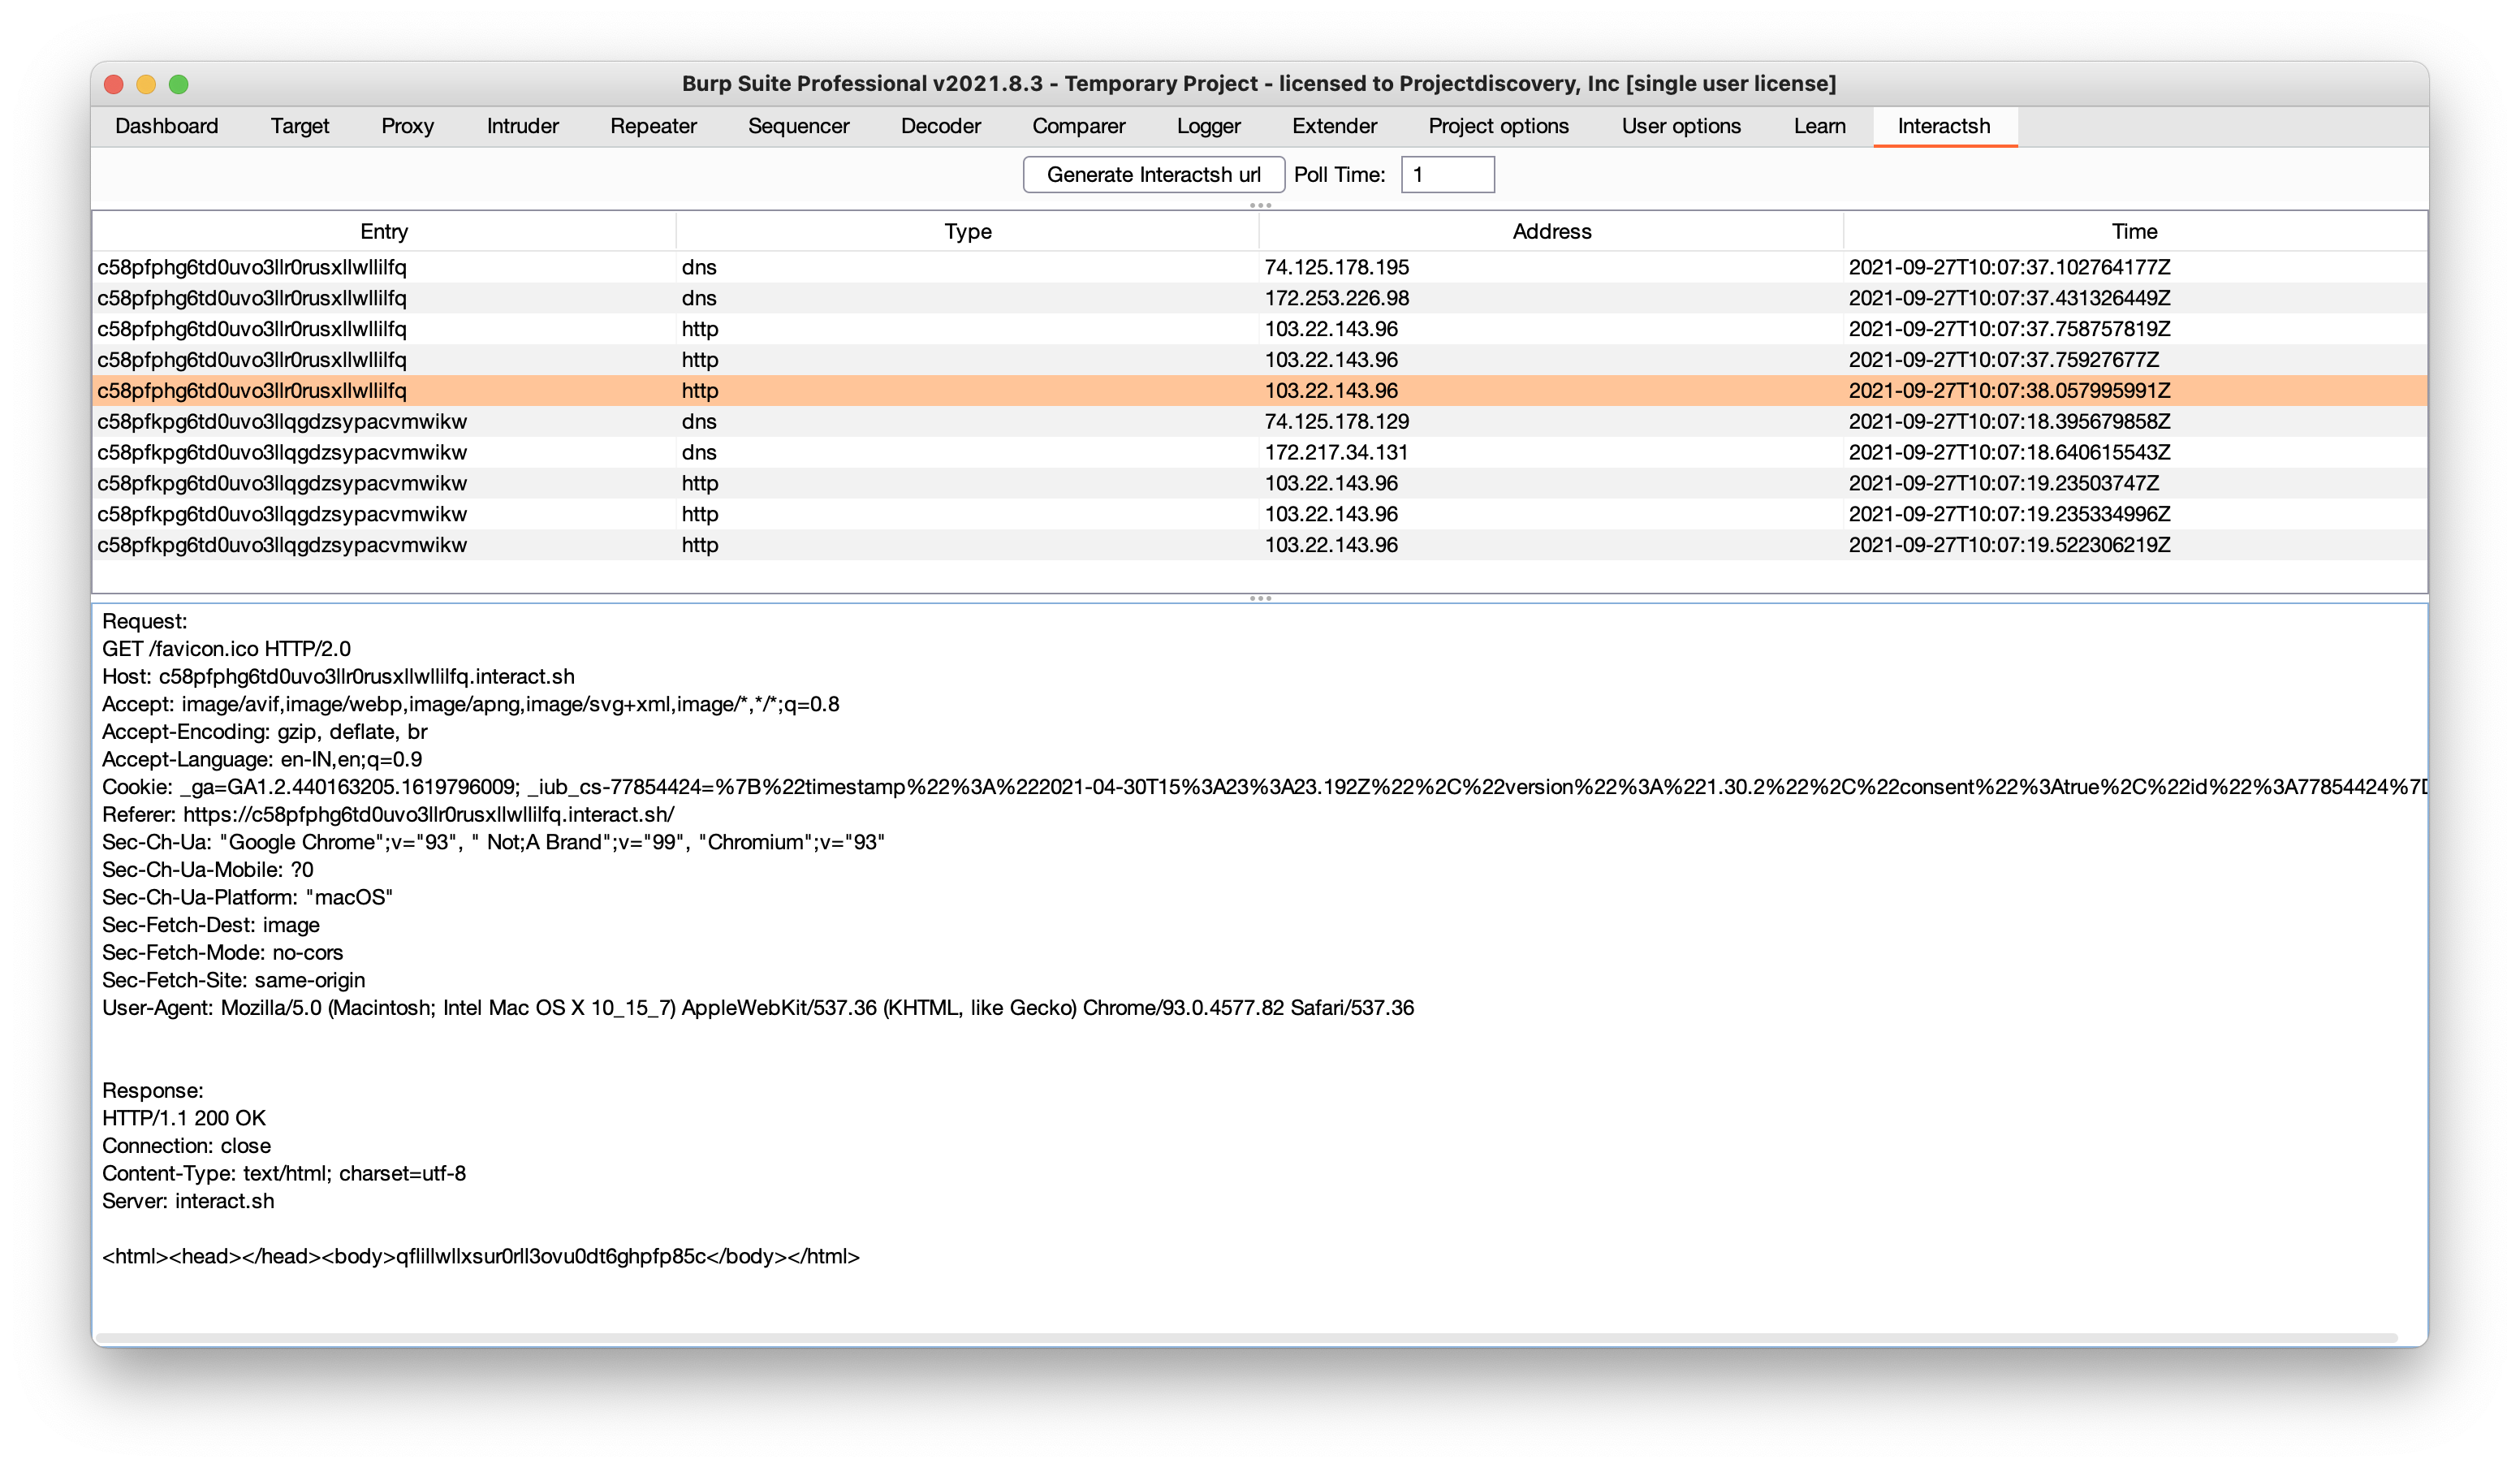 Burp Suite Professional v2021.8.3 - Temporary Project - licensed to Projectdiscovery, Inc [single user license]
Dashboard Target Proxy Intruder Repeater Sequencer Decoder Comparer Logger Extender Project options User options Learn Interactsh
Generate Interactsh url Poll Time: 1
Entry Type Address Time
c58pfphg6td0uvo3llr0rusxllwllilfq dns 74.125.178.195 2021-09-27T10:07:37.102764177Z
c58pfphg6td0uvo3llr0rusxllwllilfq dns 172.253.226.98 2021-09-27T10:07:37.431326449Z
c58pfphg6td0uvo3llr0rusxllwllilfq http 103.22.143.96 2021-09-27T10:07:37.758757819Z
c58pfphg6td0uvo3llr0rusxllwllilfq http 103.22.143.96 2021-09-27T10:07:37.75927677Z
c58pfphg6td0uvo3llr0rusxllwllilfq http 103.22.143.96 2021-09-27T10:07:38.057995991Z
c58pfkpg6td0uvo3llqgdzsypacvmwikw dns 74.125.178.129 2021-09-27T10:07:18.395679858Z
c58pfkpg6td0uvo3llqgdzsypacvmwikw dns 172.217.34.131 2021-09-27T10:07:18.640615543Z
c58pfkpg6td0uvo3llqgdzsypacvmwikw http 103.22.143.96 2021-09-27T10:07:19.23503747Z
c58pfkpg6td0uvo3llqgdzsypacvmwikw http 103.22.143.96 2021-09-27T10:07:19.235334996Z
c58pfkpg6td0uvo3llqgdzsypacvmwikw http 103.22.143.96 2021-09-27T10:07:19.522306219Z
Request:
GET /favicon.ico HTTP/2.0
Host: c58pfphg6td0uvo3llr0rusxllwllilfq.interact.sh
Accept: image/avif,image/webp,image/apng,image/svg+xml,image/*,*/*;q=0.8
Accept-Encoding: gzip, deflate, br
Accept-Language: en-IN,en;q=0.9
Cookie: _ga=GA1.2.440163205.1619796009; _iub_cs-77854424=%7B%22timestamp%22%3A%222021-04-30T15%3A23%3A23.192Z%22%2C%22version%22%3A%221.30.2%22%2C%22consent%22%3Atrue%2C%22id%22%3A77854424%7D
Referer: https://c58pfphg6td0uvo3llr0rusxllwllilfq.interact.sh/
Sec-Ch-Ua: "Google Chrome";v="93", " Not;A Brand";v="99", "Chromium";v="93"
Sec-Ch-Ua-Mobile: ?0
Sec-Ch-Ua-Platform: "macOS"
Sec-Fetch-Dest: image
Sec-Fetch-Mode: no-cors
Sec-Fetch-Site: same-origin
User-Agent: Mozilla/5.0 (Macintosh; Intel Mac OS X 10_15_7) AppleWebKit/537.36 (KHTML, like Gecko) Chrome/93.0.4577.82 Safari/537.36
Response:
HTTP/1.1 200 OK
Connection: close
Content-Type: text/html; charset=utf-8
Server: interact.sh
<html><head></head><body>qflillwllxsur0rll3ovu0dt6ghpfp85c</body></html>